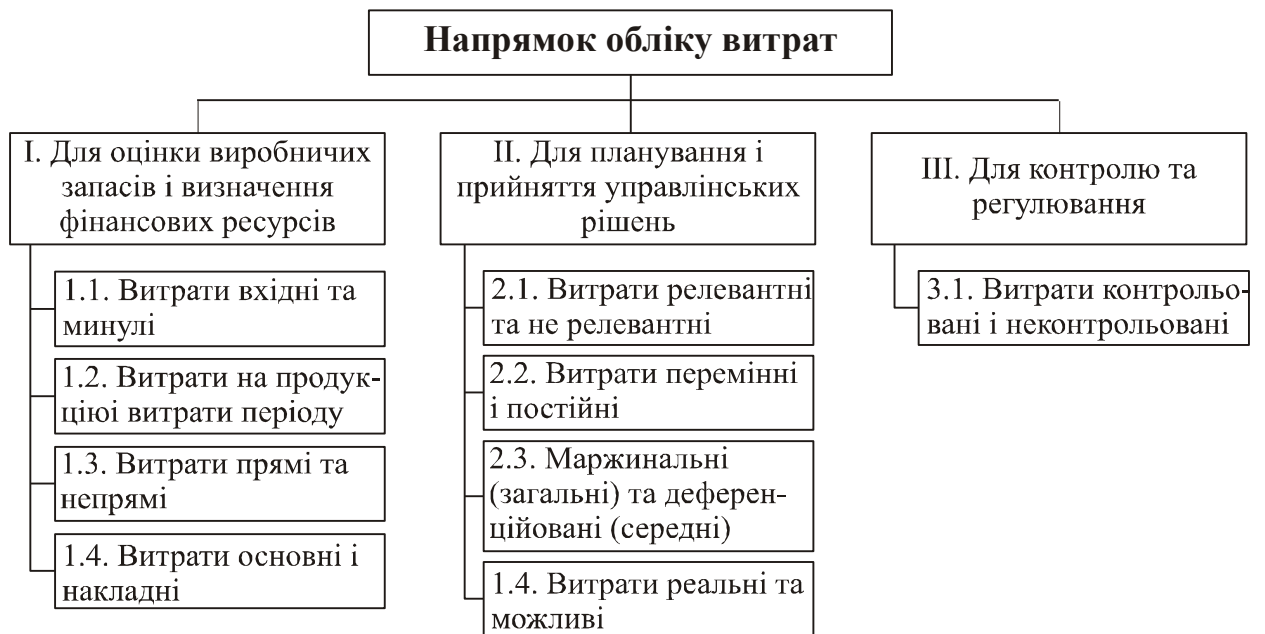 Напрямок обліку витрат
І. Для оцінки виробничих
запасів і визначення
фінансових ресурсів
1.1. Витрати вхідні та
минулі
1.2. Витрати на продук-
ціюі витрати періоду
1.3. Витрати прямі та
непрямі
1.4. Витрати основні і
накладні
ІІ. Для планування і
прийняття управлінських
рішень
2.1. Витрати релевантні
та не релевантні
2.2. Витрати перемінні
і постійні
2.3. Маржинальні
(загальні) та деферен-
ційовані (середні)
1.4. Витрати реальні та
можливі
ІІІ. Для контролю та
регулювання
3.1. Витрати контрольо-
вані і неконтрольовані